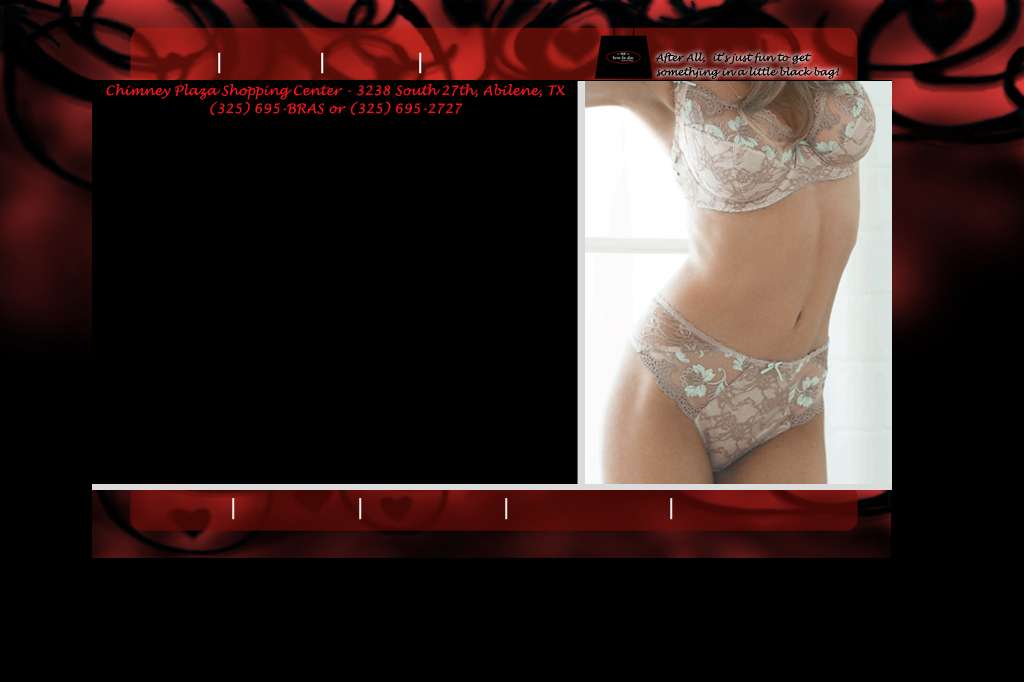 After All, it's just fun to get
something in a little black bag!
Chimney Plaza Shopping Center - 3238 South 27th, Abilene, TX
(325) 695-BRAS or (325) 695-2727